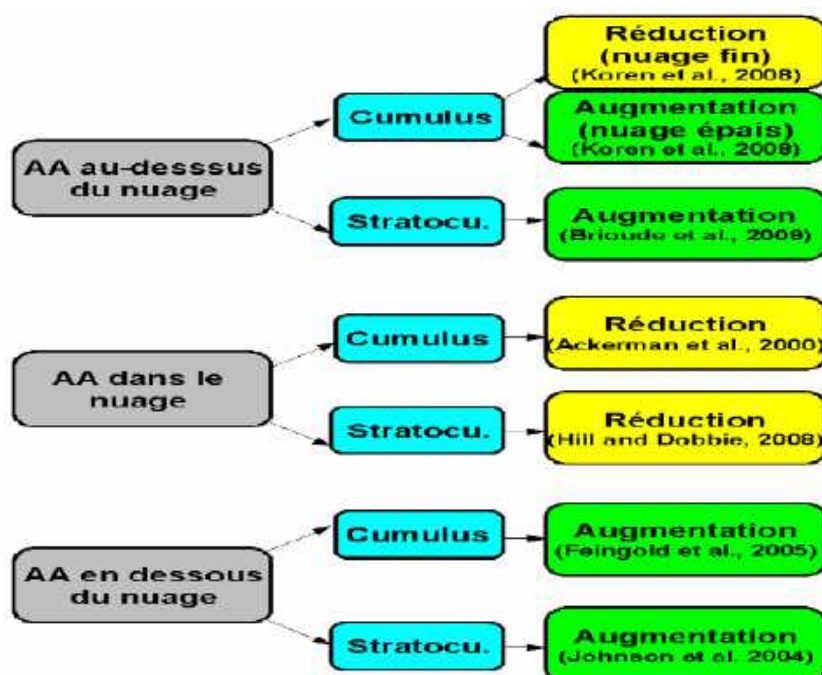 Réduction
(nuage fin)
(Koren et al., 2008)
Cumulus
Augmentation
(nuage épais)
(Koren et al., 2008)
AA au-desssus
du nuage
Stratocu.
Augmentation
(Brioude et al., 2009)
Cumulus
Réduction
(Ackerman et al., 2000)
AA dans le
nuage
Stratocu.
Réduction
(Hill and Dobbie, 2008)
Cumulus
Augmentation
(Feingold et al., 2005)
AA en dessous
du nuage
Stratocu.
Augmentation
(Johnson et al. 2004)